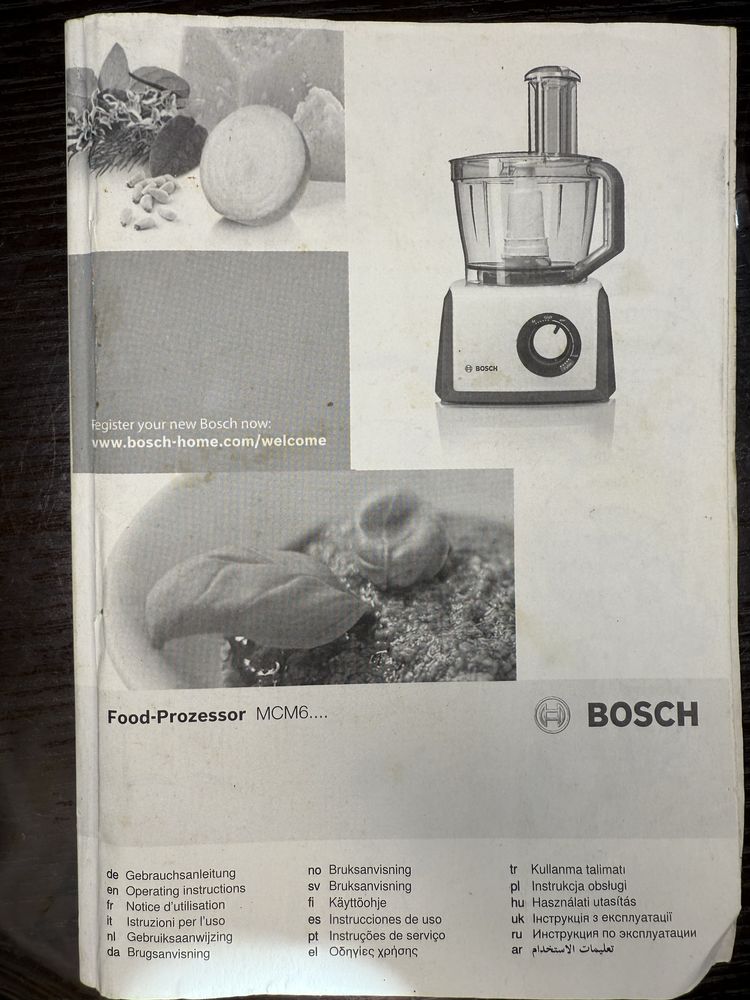 BOSCH
egister your new Bosch now:
www.bosch-home.com/welcome
Food-Prozessor MCM6....
BOSCH
de Gebrauchsanleitung
en Operating instructions
fr Notice d'utilisation
it Istruzioni per l'uso
nl Gebruiksaanwijzing
da Brugsanvisning
no Bruksanvisning
sv Bruksanvisning
fi Käyttöohje
es Instrucciones de uso
pt Instruções de serviço
el Οδηγίες χρήσης
tr Kullanma talimatı
pl Instrukcja obsługi
hu Használati utasítás
uk Інструкція з експлуатації
ru Инструкция по эксплуатации
ar تعليمات الاستخدام